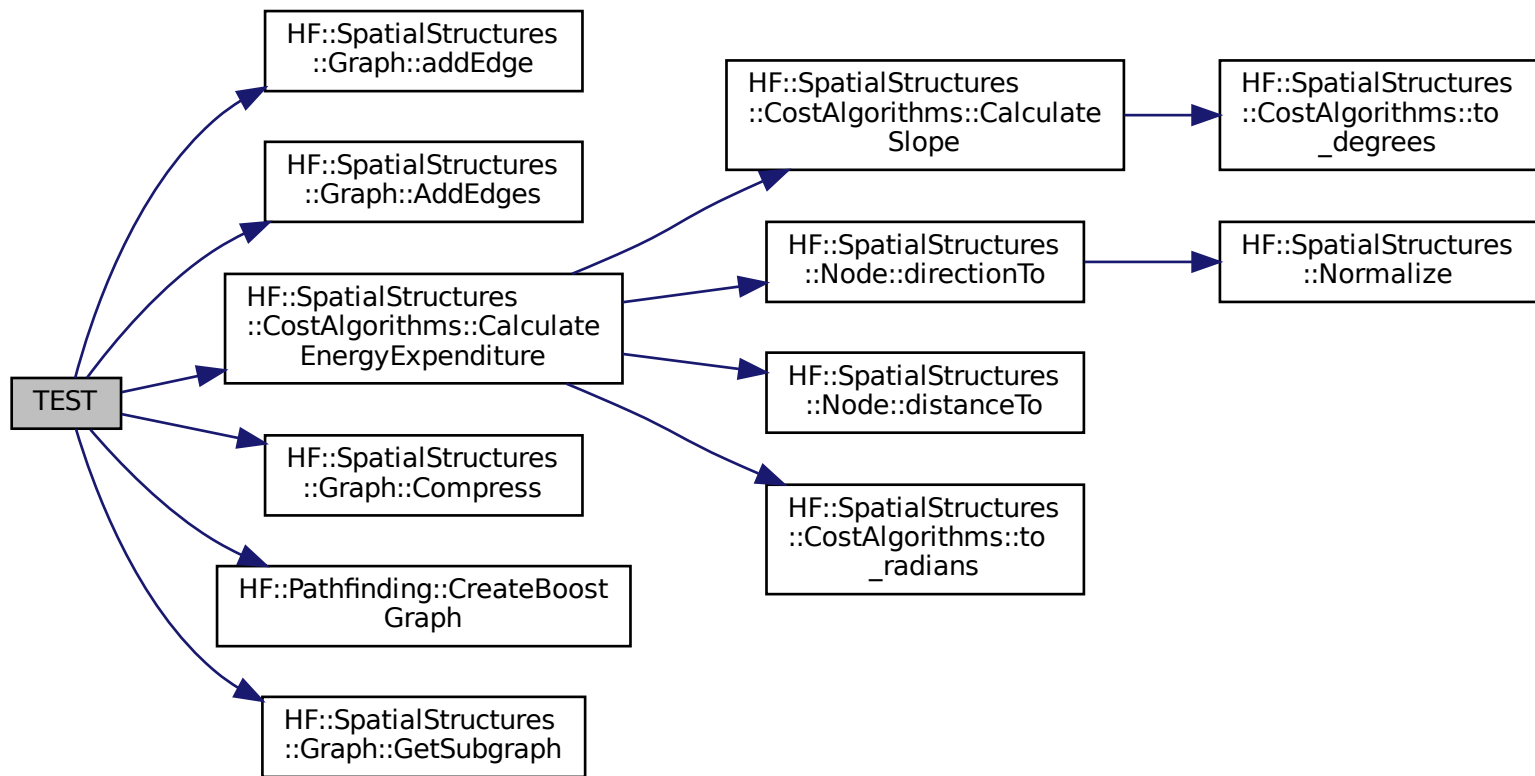 TEST
HF::SpatialStructures
::Graph::addEdge
HF::SpatialStructures
::Graph::AddEdges
HF::SpatialStructures
::CostAlgorithms::Calculate
EnergyExpenditure
HF::SpatialStructures
::Graph::Compress
HF::Pathfinding::CreateBoost
Graph
HF::SpatialStructures
::Graph::GetSubgraph
HF::SpatialStructures
::CostAlgorithms::Calculate
Slope
HF::SpatialStructures
::Node::directionTo
HF::SpatialStructures
::Node::distanceTo
HF::SpatialStructures
::CostAlgorithms::to
_radians
HF::SpatialStructures
::CostAlgorithms::to
_degrees
HF::SpatialStructures
::Normalize